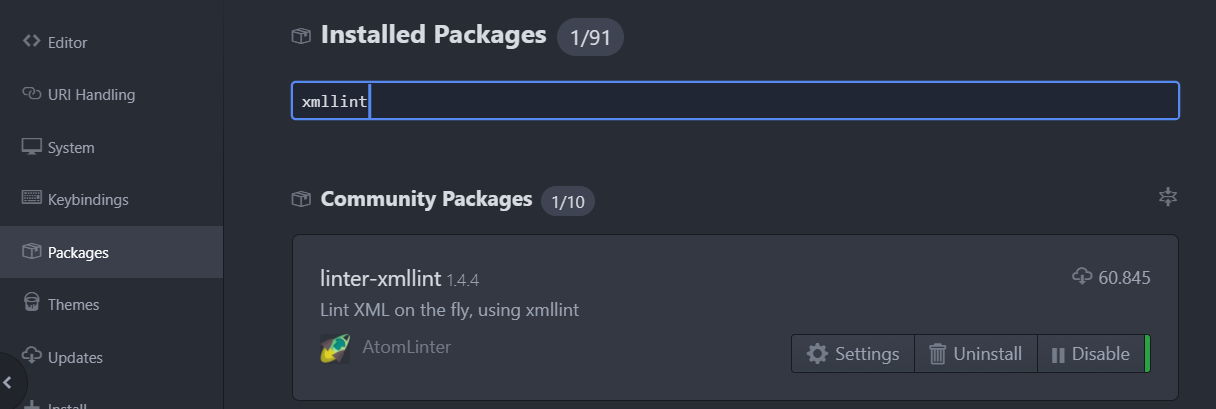 Editor
URI Handling
System
Keybindings
Packages
Themes
Updates
Install
Installed Packages 1/91
xmllint
Community Packages 1/10
linter-xmllint 1.4.4
60.845
Lint XML on the fly, using xmllint
AtomLinter
Settings Uninstall Disable